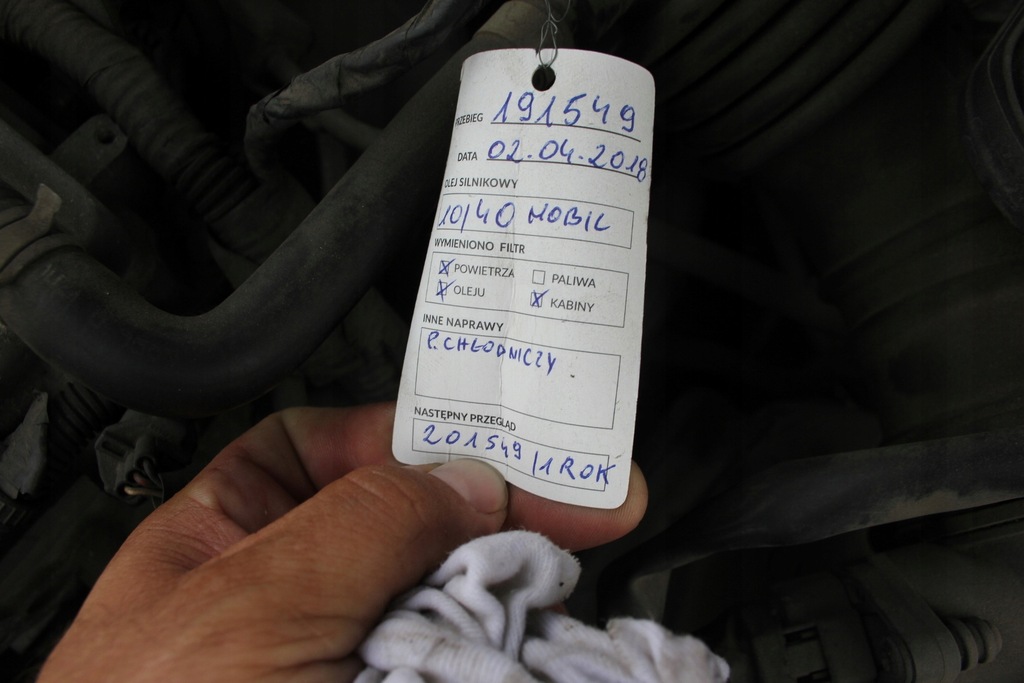 RZEBIEG 191549
DATA 02.04.2018
OLEJ SILNIKOWY
10/40 MOBIL
WYMIENIONO FILTR
X POWIETRZA PALIWA
X OLEJU X KABINY
INNE NAPRAWY
P.CHŁODNICZY
NASTĘPNY PRZEGLĄD
201549 /1 ROK